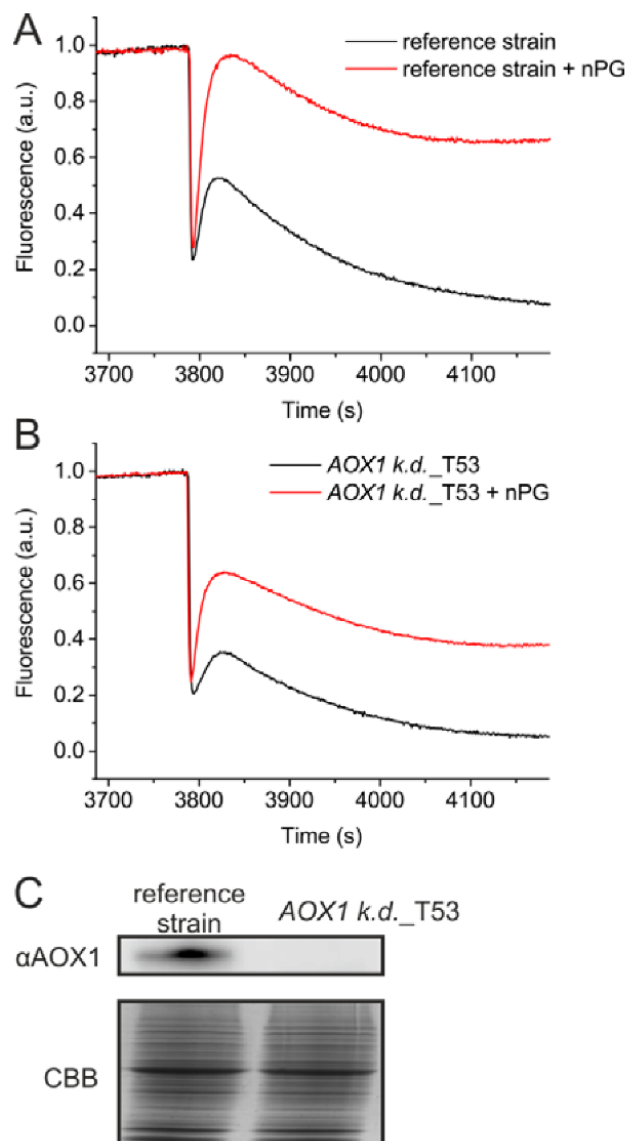 A
reference strain
reference strain + nPG
Fluorescence (a.u.)
1.0
0.8
0.6
0.4
0.2
0.0
3700 3800 3900 4000 4100
Time (s)
B
AOX1 k.d._T53
AOX1 k.d._T53 + nPG
Fluorescence (a.u.)
1.0
0.8
0.6
0.4
0.2
0.0
3700 3800 3900 4000 4100
Time (s)
C
reference
strain
AOX1 k.d._T53
αAOX1
CBB